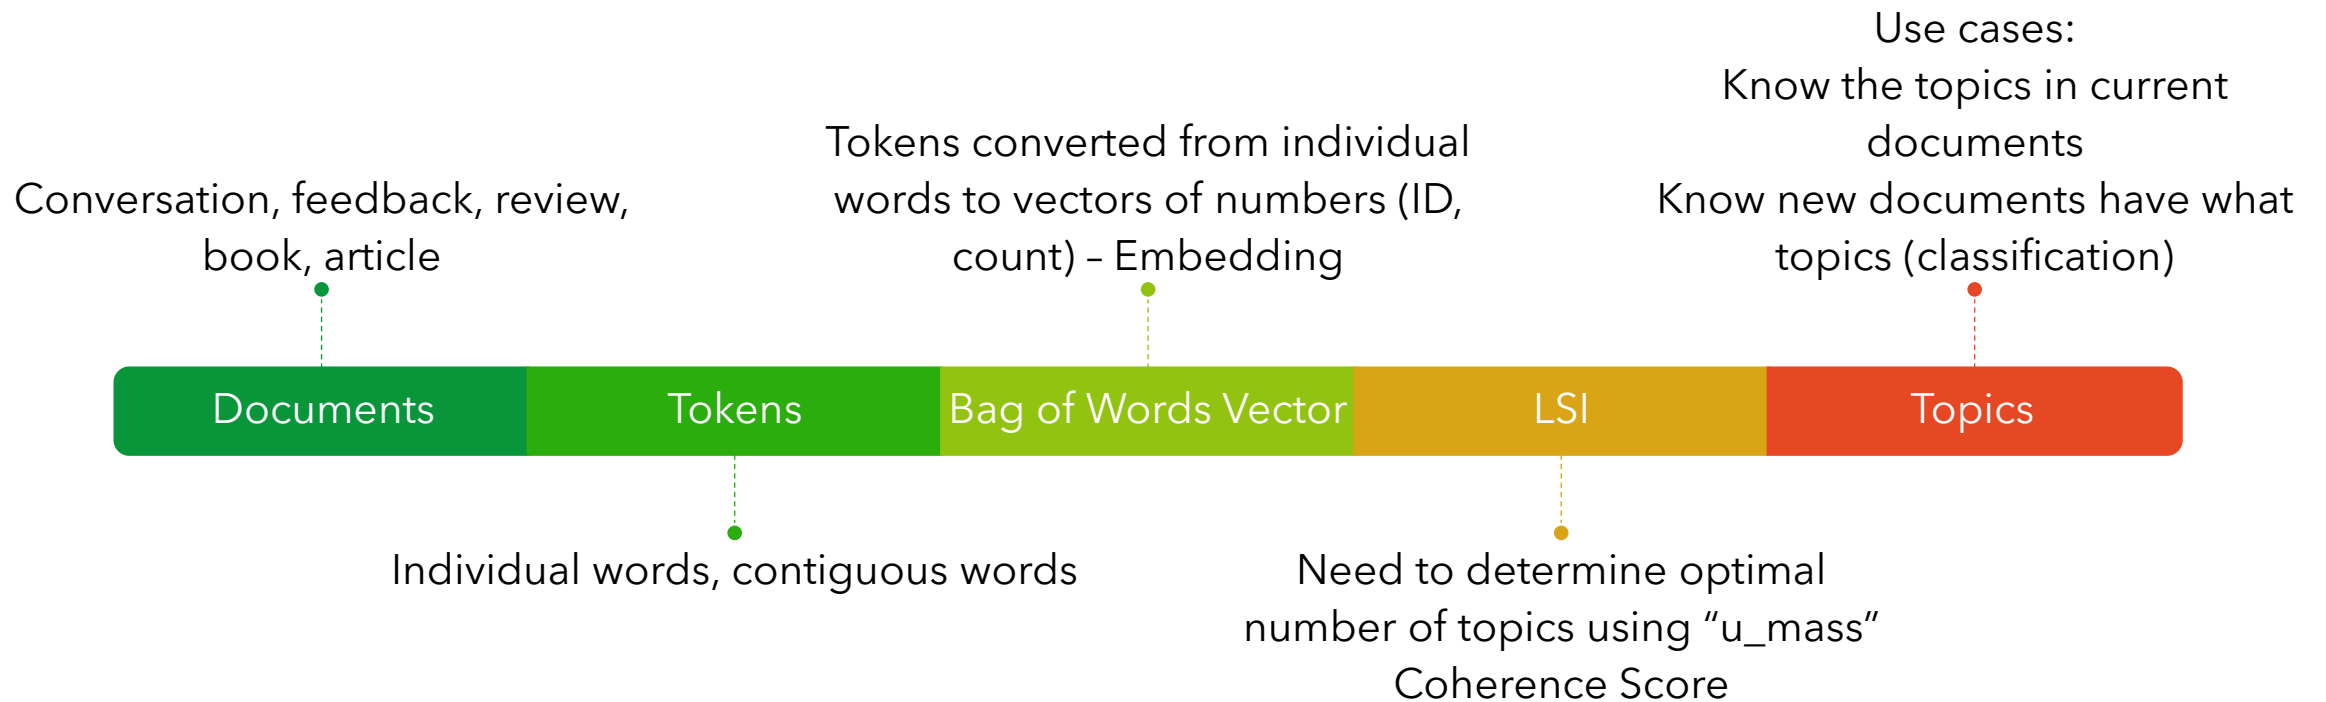 Use cases:
Know the topics in current
documents
Know new documents have what
topics (classification)
Tokens converted from individual
words to vectors of numbers (ID,
count) – Embedding
Conversation, feedback, review,
book, article
Documents
Tokens
Bag of Words Vector
LSI
Topics
Individual words, contiguous words
Need to determine optimal
number of topics using “u_mass”
Coherence Score